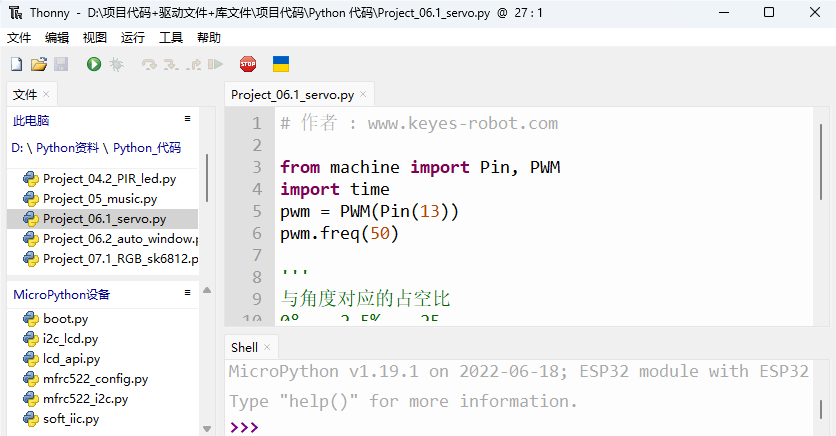 Thonny - D:\项目代码+驱动文件+库文件\项目代码\Python 代码\Project_06.1_servo.py @ 27 : 1
文件 编辑 视图 运行 工具 帮助
STOP
文件 ×
此电脑 ≡
D: \ Python资料 \ Python_代码
Project_04.2_PIR_led.py
Project_05_music.py
Project_06.1_servo.py
Project_06.2_auto_window.p
Project_07.1_RGB_sk6812.p
MicroPython设备 ≡
boot.py
i2c_lcd.py
lcd_api.py
mfrc522_config.py
mfrc522_i2c.py
soft_iic.py
Project_06.1_servo.py ×
1 # 作者 : www.keyes-robot.com
2
3 from machine import Pin, PWM
4 import time
5 pwm = PWM(Pin(13))
6 pwm.freq(50)
7
8 '''
9 与角度对应的占空比
10 0° 2.5% 25
Shell ×
MicroPython v1.19.1 on 2022-06-18; ESP32 module with ESP32
Type "help()" for more information.
>>>